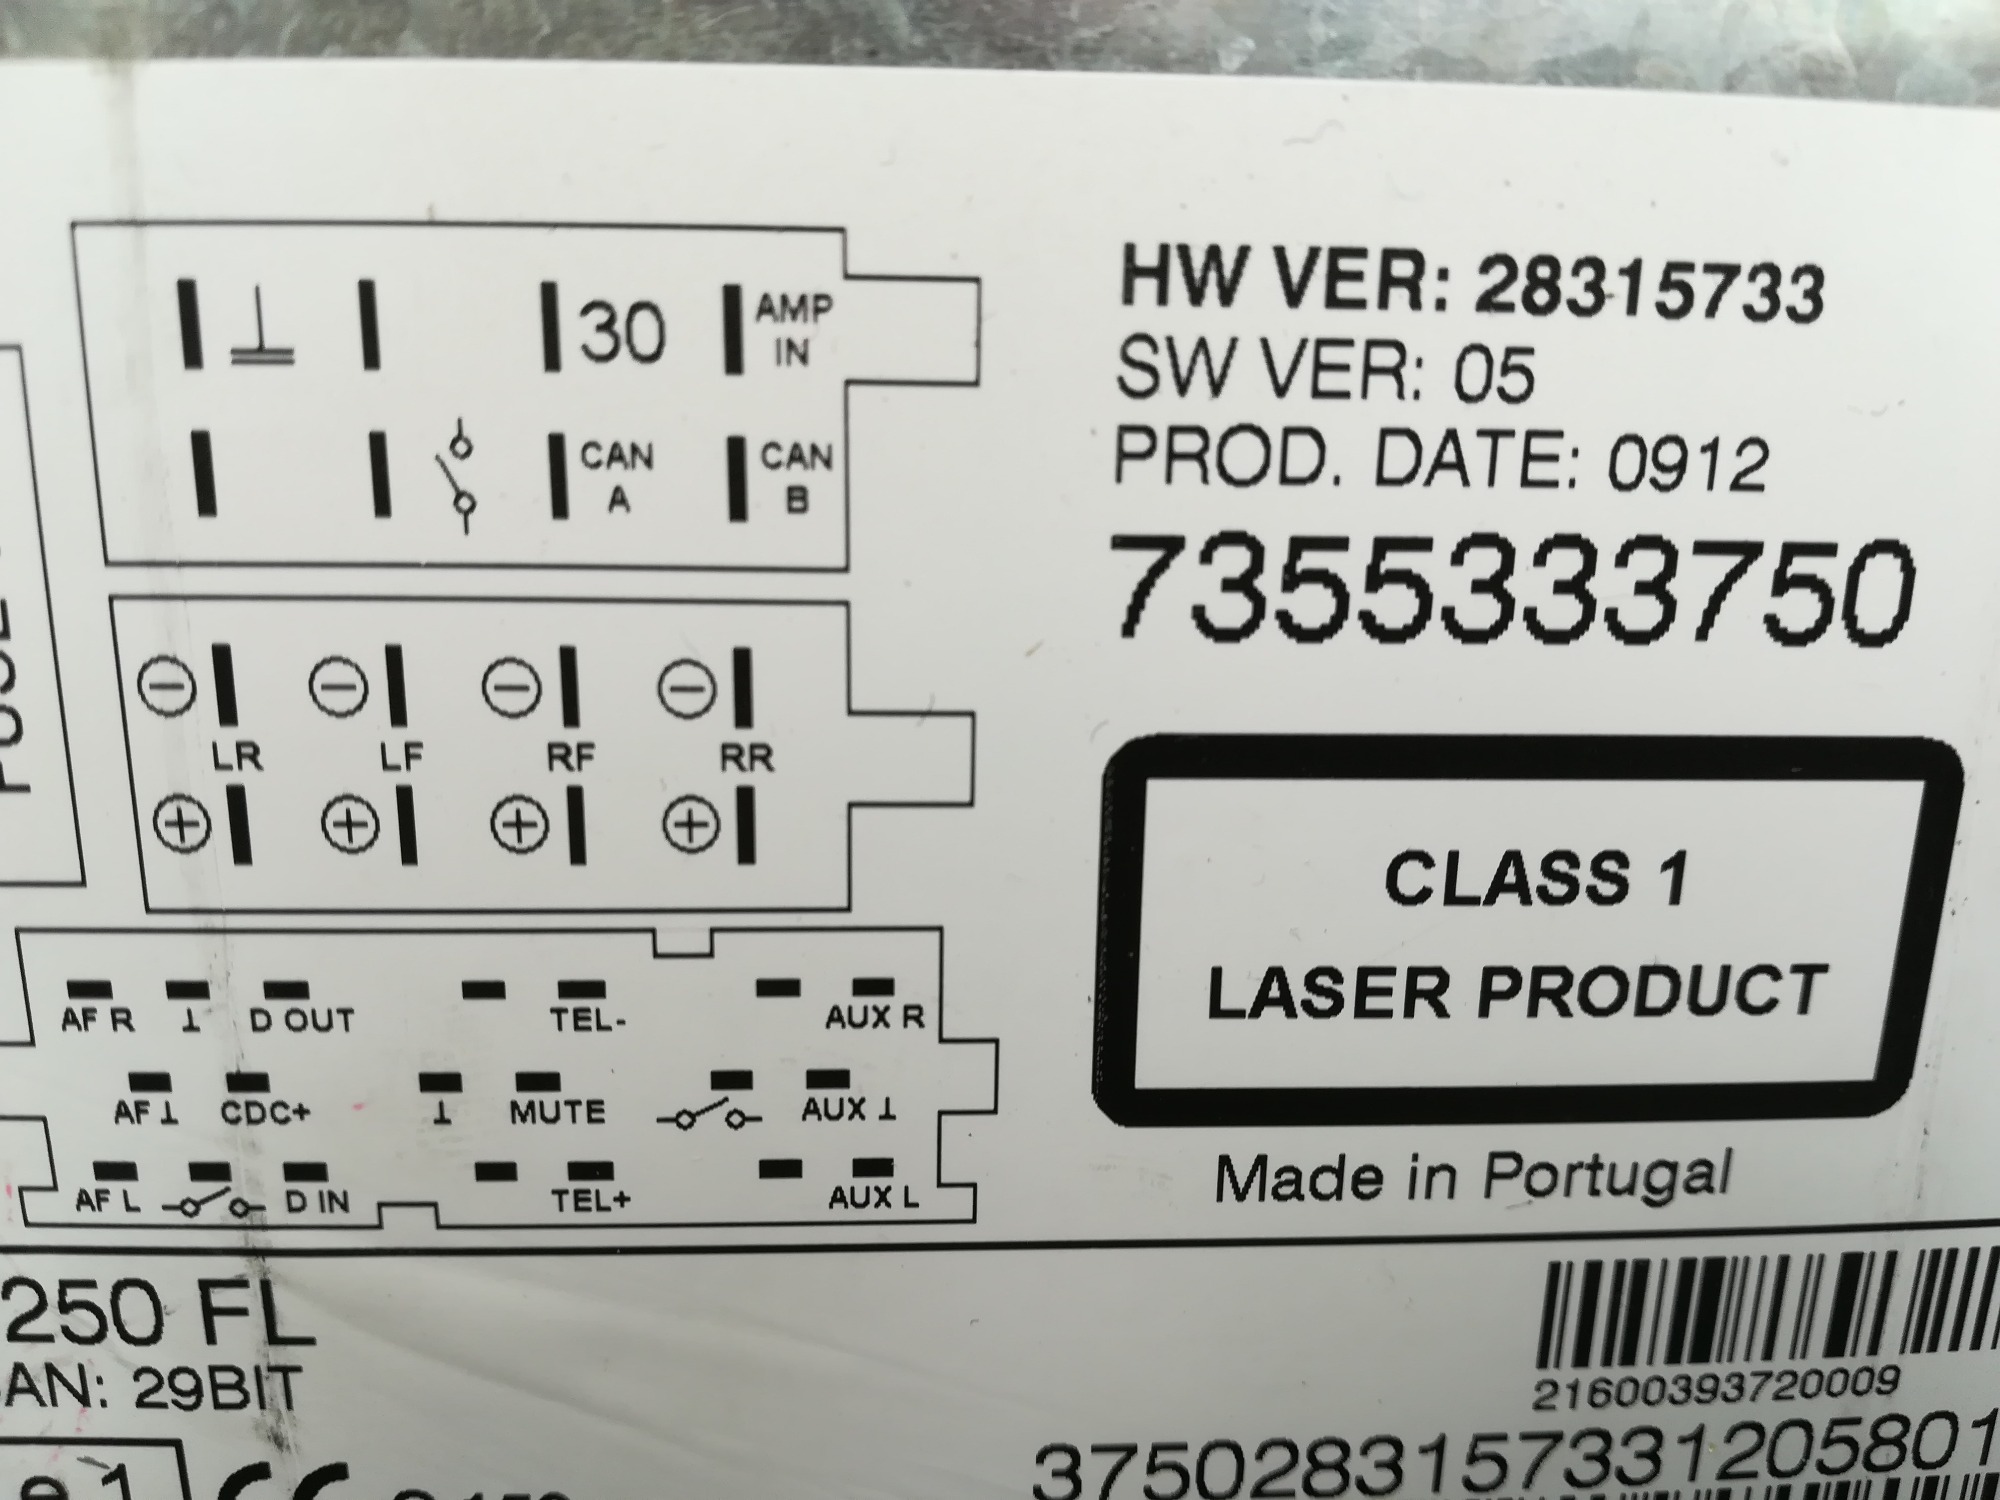 30 AMP IN
CAN A CAN B
HW VER: 28315733
SW VER: 05
PROD. DATE: 0912
7355333750
LR LF RF RR
CLASS 1
LASER PRODUCT
AF R ⊥ D OUT TEL- AUX R
AF ⊥ CDC+ ⊥ MUTE AUX ⊥
AF L D IN TEL+ AUX L
Made in Portugal
250 FL
AN: 29BIT
21600393720009
3750283157331205801
e 1 CE